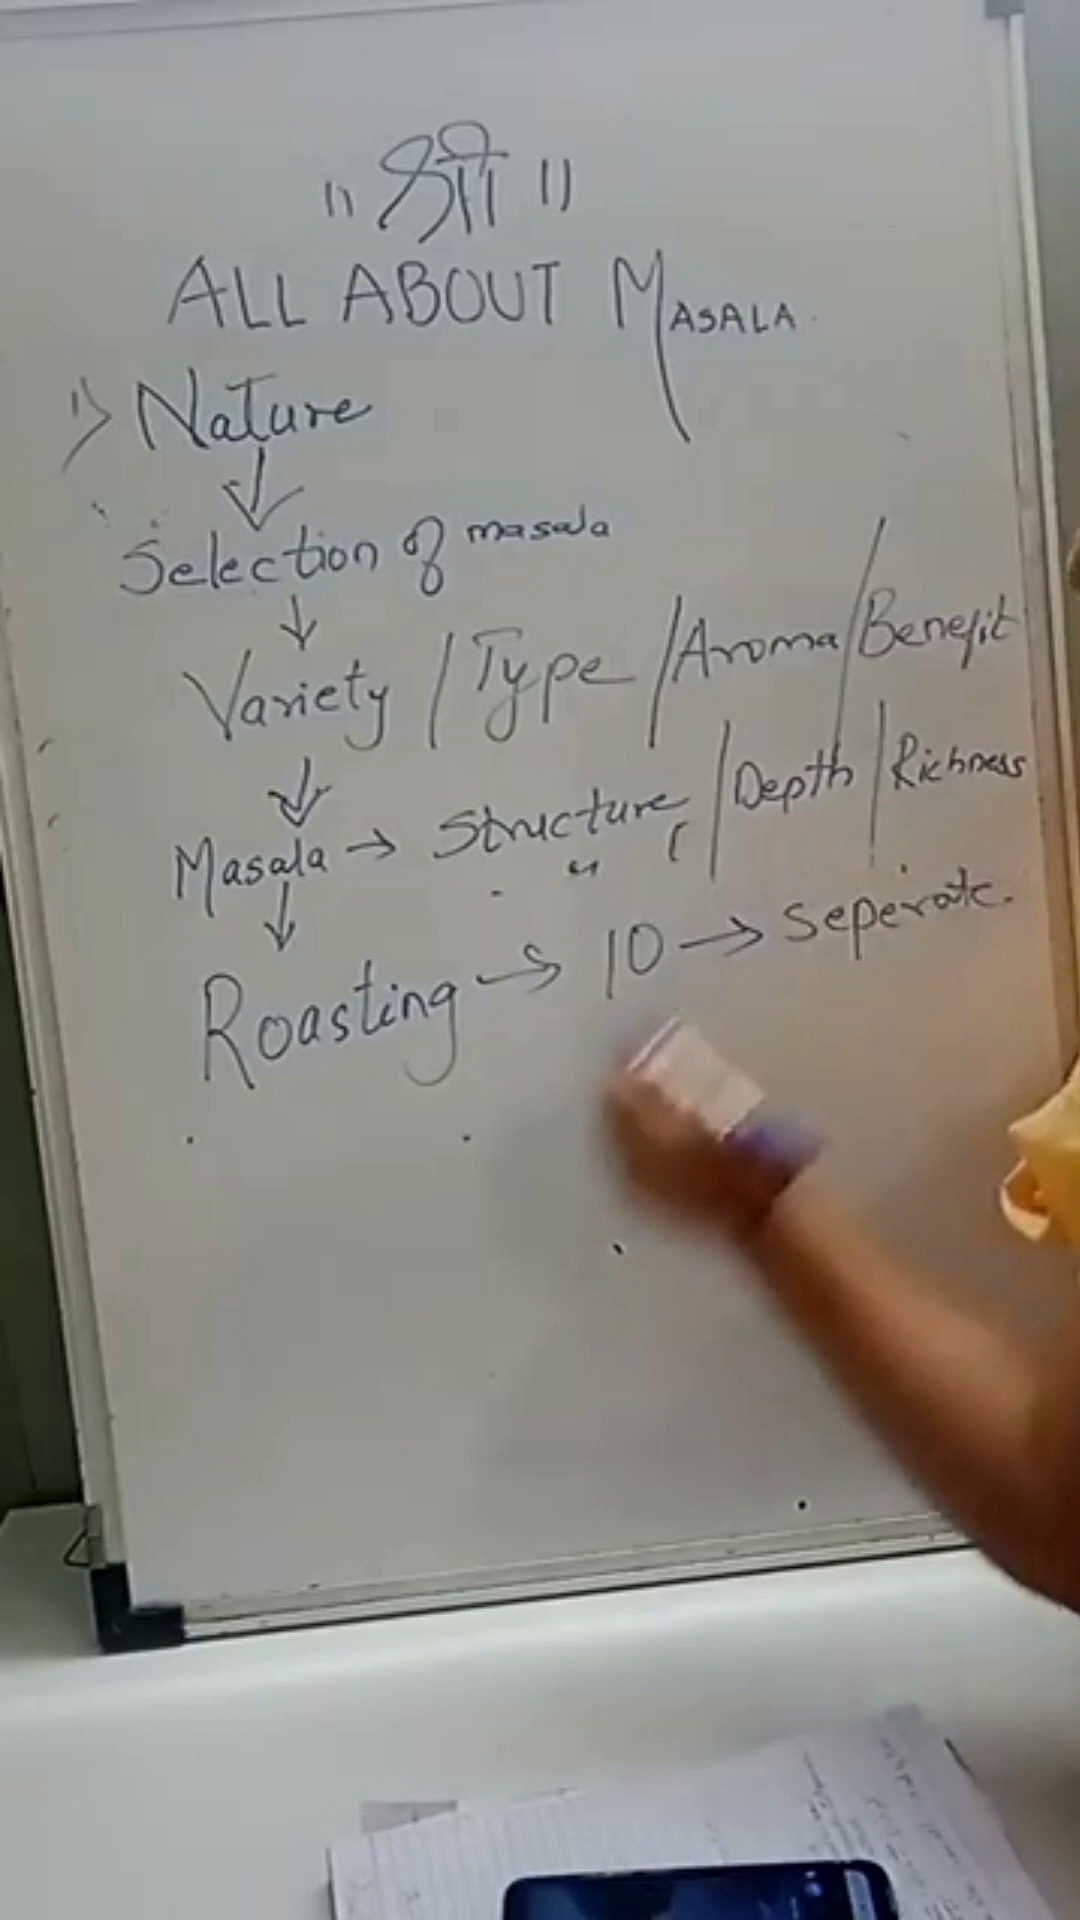 ॥ श्री ॥
ALL ABOUT MASALA
1) Nature
↓
Selection of masala
↓
Variety / Type / Aroma / Benefit
↓
Masala → Structure / Depth / Richness
↓
Roasting → 10 → seperate.